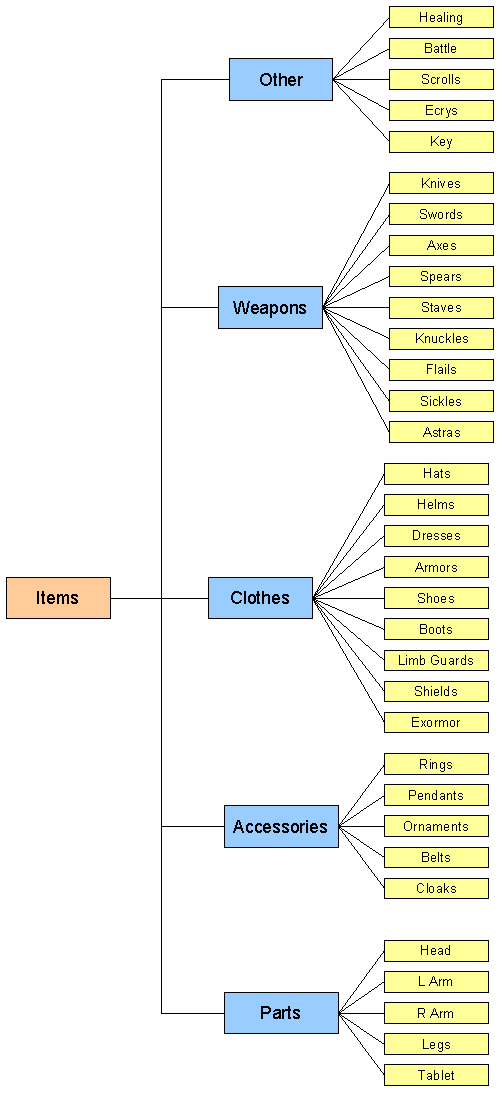 Healing
Battle
Other
Scrolls
Ecrys
Key
Knives
Swords
Axes
Spears
Weapons
Staves
Knuckles
Flails
Sickles
Astras
Hats
Helms
Dresses
Armors
Items
Clothes
Shoes
Boots
Limb Guards
Shields
Exormor
Rings
Pendants
Accessories
Ornaments
Belts
Cloaks
Head
L Arm
Parts
R Arm
Legs
Tablet